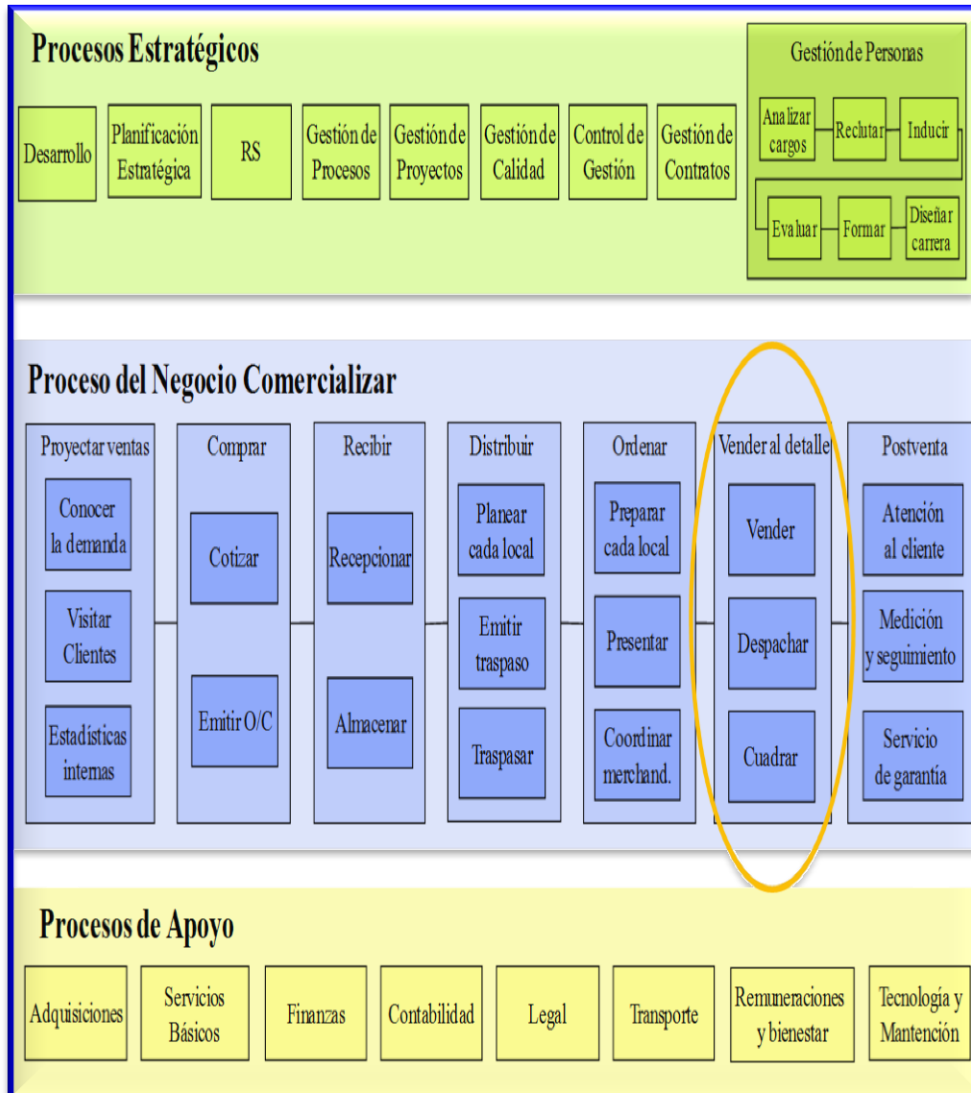 Procesos Estratégicos
Desarrollo
Planificación
Estratégica
RS
Gestión de
Procesos
Gestión de
Proyectos
Gestión de
Calidad
Control de
Gestión
Gestión de
Contratos
Gestión de Personas
Analizar
cargos
Reclutar
Inducir
Evaluar
Formar
Diseñar
carrera
Proceso del Negocio Comercializar
Proyectar ventas
Conocer
la demanda
Visitar
Clientes
Estadísticas
internas
Comprar
Cotizar
Emitir O/C
Recibir
Recepcionar
Almacenar
Distribuir
Planear
cada local
Emitir
traspaso
Traspasar
Ordenar
Preparar
cada local
Presentar
Coordinar
merchand.
Vender al detalle
Vender
Despachar
Cuadrar
Postventa
Atención
al cliente
Medición
y seguimiento
Servicio
de garantía
Procesos de Apoyo
Adquisiciones
Servicios
Básicos
Finanzas
Contabilidad
Legal
Transporte
Remuneraciones
y bienestar
Tecnología y
Mantención